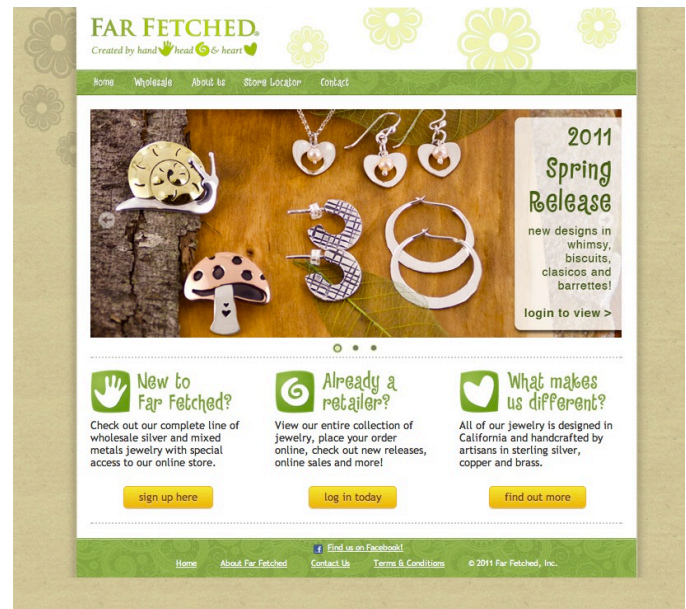 FAR FETCHED®
Created by hand head & heart
Home Wholesale About Us Store Locator Contact
2011
Spring
Release
new designs in
whimsy,
biscuits,
clasicos and
barrettes!
login to view >
New to
Far Fetched?
Check out our complete line of
wholesale silver and mixed
metals jewelry with special
access to our online store.
sign up here
Already a
retailer?
View our entire collection of
jewelry, place your order
online, check out new releases,
online sales and more!
log in today
What makes
us different?
All of our jewelry is designed in
California and handcrafted by
artisans in sterling silver,
copper and brass.
find out more
Find us on Facebook!
Home About Far Fetched Contact Us Terms & Conditions © 2011 Far Fetched, Inc.